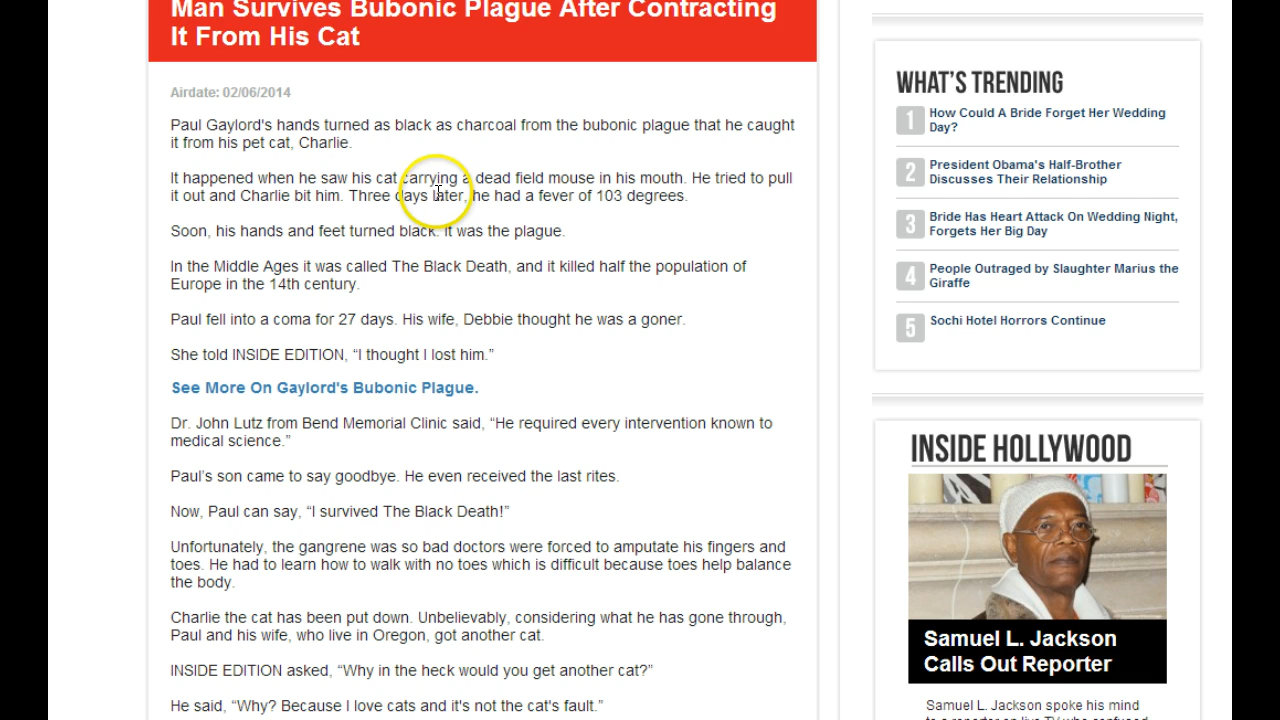 Man Survives Bubonic Plague After Contracting
It From His Cat
Airdate: 02/06/2014
Paul Gaylord's hands turned as black as charcoal from the bubonic plague that he caught
it from his pet cat, Charlie.
It happened when he saw his cat carrying a dead field mouse in his mouth. He tried to pull
it out and Charlie bit him. Three days later, he had a fever of 103 degrees.
Soon, his hands and feet turned black. It was the plague.
In the Middle Ages it was called The Black Death, and it killed half the population of
Europe in the 14th century.
Paul fell into a coma for 27 days. His wife, Debbie thought he was a goner.
She told INSIDE EDITION, “I thought I lost him.”
See More On Gaylord's Bubonic Plague.
Dr. John Lutz from Bend Memorial Clinic said, “He required every intervention known to
medical science.”
Paul’s son came to say goodbye. He even received the last rites.
Now, Paul can say, “I survived The Black Death!”
Unfortunately, the gangrene was so bad doctors were forced to amputate his fingers and
toes. He had to learn how to walk with no toes which is difficult because toes help balance
the body.
Charlie the cat has been put down. Unbelievably, considering what he has gone through,
Paul and his wife, who live in Oregon, got another cat.
INSIDE EDITION asked, “Why in the heck would you get another cat?”
He said, “Why? Because I love cats and it's not the cat's fault.”
WHAT'S TRENDING
1 How Could A Bride Forget Her Wedding
Day?
2 President Obama's Half-Brother
Discusses Their Relationship
3 Bride Has Heart Attack On Wedding Night,
Forgets Her Big Day
4 People Outraged by Slaughter Marius the
Giraffe
5 Sochi Hotel Horrors Continue
INSIDE HOLLYWOOD
Samuel L. Jackson
Calls Out Reporter
Samuel L. Jackson spoke his mind
to a reporter on live TV who confused